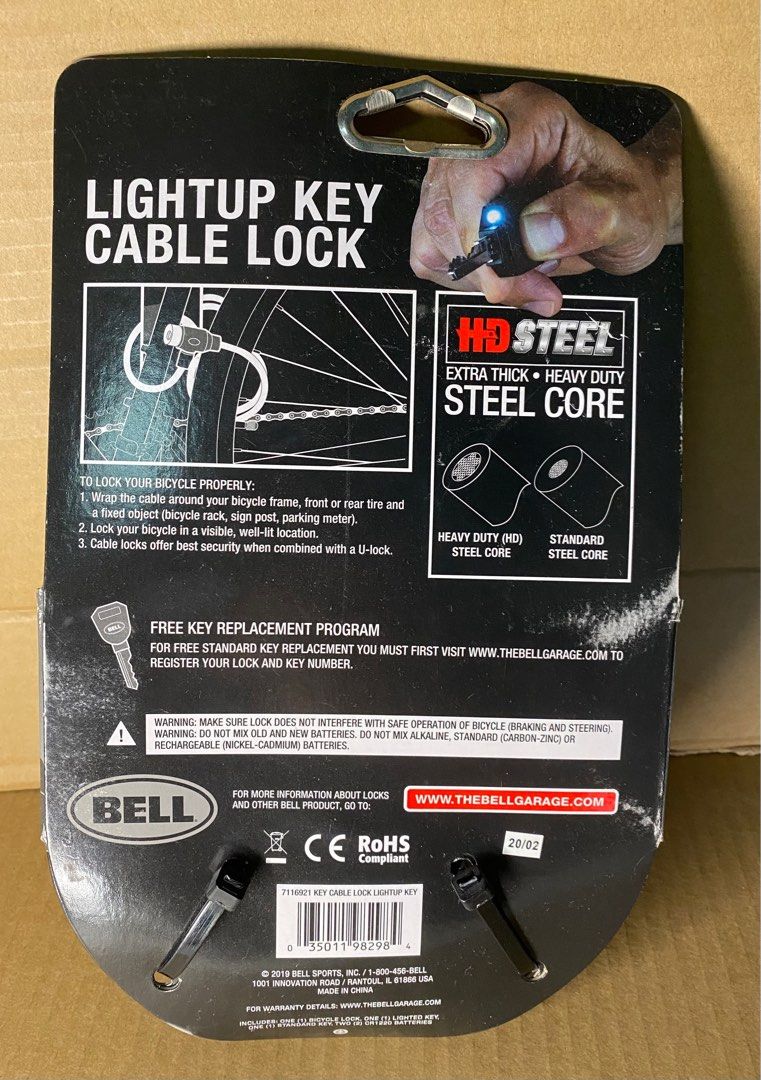 LIGHTUP KEY
CABLE LOCK
HD STEEL
EXTRA THICK • HEAVY DUTY
STEEL CORE
HEAVY DUTY (HD)
STEEL CORE
STANDARD
STEEL CORE
TO LOCK YOUR BICYCLE PROPERLY:
1. Wrap the cable around your bicycle frame, front or rear tire and
a fixed object (bicycle rack, sign post, parking meter).
2. Lock your bicycle in a visible, well-lit location.
3. Cable locks offer best security when combined with a U-lock.
BELL
FREE KEY REPLACEMENT PROGRAM
FOR FREE STANDARD KEY REPLACEMENT YOU MUST FIRST VISIT WWW.THEBELLGARAGE.COM TO
REGISTER YOUR LOCK AND KEY NUMBER.
!
WARNING: MAKE SURE LOCK DOES NOT INTERFERE WITH SAFE OPERATION OF BICYCLE (BRAKING AND STEERING).
WARNING: DO NOT MIX OLD AND NEW BATTERIES. DO NOT MIX ALKALINE, STANDARD (CARBON-ZINC) OR
RECHARGEABLE (NICKEL-CADMIUM) BATTERIES.
BELL
FOR MORE INFORMATION ABOUT LOCKS
AND OTHER BELL PRODUCT, GO TO:
WWW.THEBELLGARAGE.COM
CE RoHS
Compliant
20/02
7116921 KEY CABLE LOCK LIGHTUP KEY
0 35011 98298 4
© 2019 BELL SPORTS, INC. / 1-800-456-BELL
1001 INNOVATION ROAD / RANTOUL, IL 61866 USA
MADE IN CHINA
FOR WARRANTY DETAILS: WWW.THEBELLGARAGE.COM
INCLUDES: ONE (1) BICYCLE LOCK, ONE (1) LIGHTED KEY,
ONE (1) STANDARD KEY, TWO (2) CR1220 BATTERIES